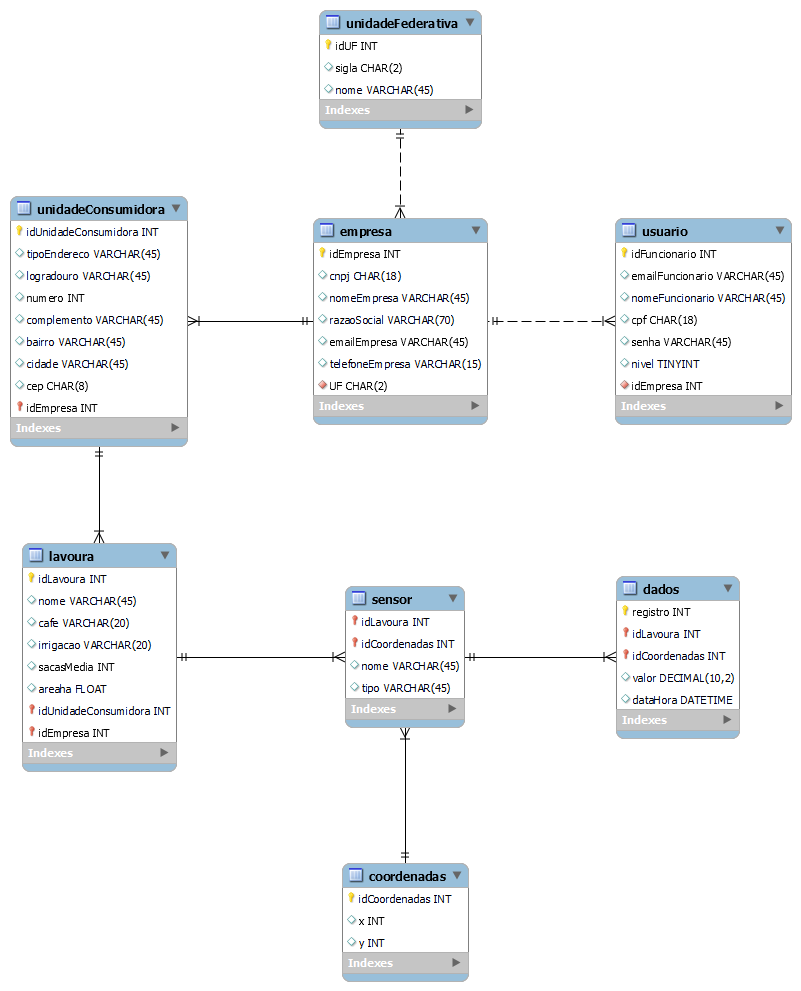 unidadeFederativa
idUF INT
sigla CHAR(2)
nome VARCHAR(45)
Indexes
unidadeConsumidora
idUnidadeConsumidora INT
tipoEndereco VARCHAR(45)
logradouro VARCHAR(45)
numero INT
complemento VARCHAR(45)
bairro VARCHAR(45)
cidade VARCHAR(45)
cep CHAR(8)
idEmpresa INT
Indexes
empresa
idEmpresa INT
cnpj CHAR(18)
nomeEmpresa VARCHAR(45)
razaoSocial VARCHAR(70)
emailEmpresa VARCHAR(45)
telefoneEmpresa VARCHAR(15)
UF CHAR(2)
Indexes
usuario
idFuncionario INT
emailFuncionario VARCHAR(45)
nomeFuncionario VARCHAR(45)
cpf CHAR(18)
senha VARCHAR(45)
nivel TINYINT
idEmpresa INT
Indexes
lavoura
idLavoura INT
nome VARCHAR(45)
cafe VARCHAR(20)
irrigacao VARCHAR(20)
sacasMedia INT
areaha FLOAT
idUnidadeConsumidora INT
idEmpresa INT
Indexes
sensor
idLavoura INT
idCoordenadas INT
nome VARCHAR(45)
tipo VARCHAR(45)
Indexes
dados
registro INT
idLavoura INT
idCoordenadas INT
valor DECIMAL(10,2)
dataHora DATETIME
Indexes
coordenadas
idCoordenadas INT
x INT
y INT
Indexes